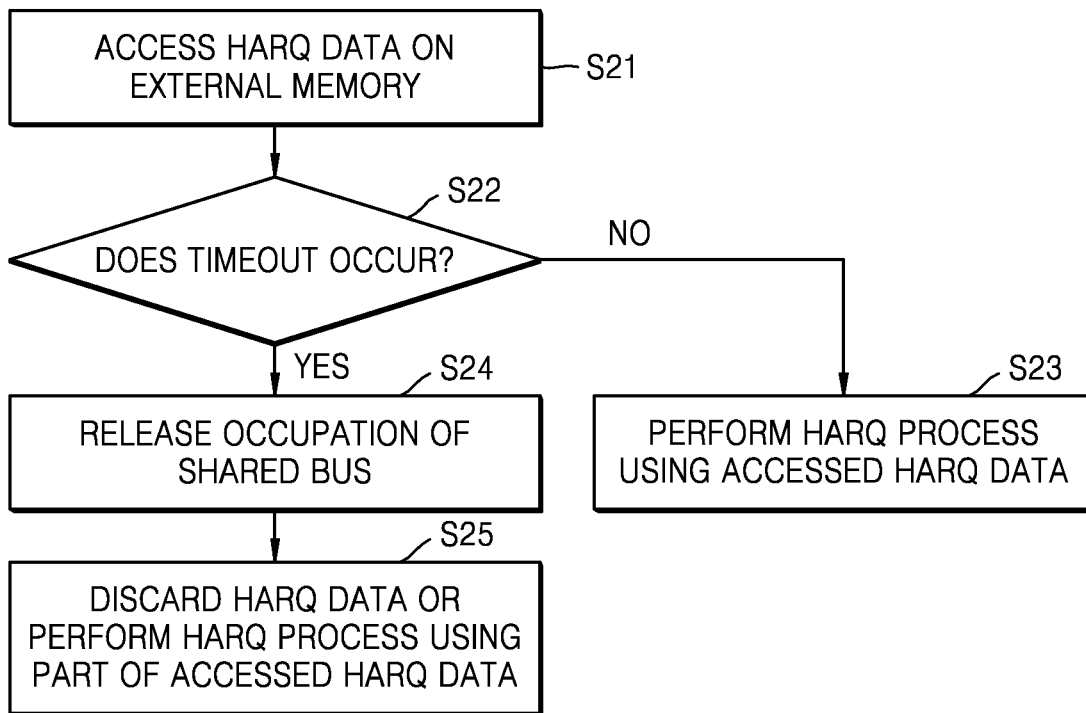 ACCESS HARQ DATA ON
EXTERNAL MEMORY
S21
S22
DOES TIMEOUT OCCUR?
NO
YES
S24
RELEASE OCCUPATION OF
SHARED BUS
S23
PERFORM HARQ PROCESS
USING ACCESSED HARQ DATA
S25
DISCARD HARQ DATA OR
PERFORM HARQ PROCESS USING
PART OF ACCESSED HARQ DATA